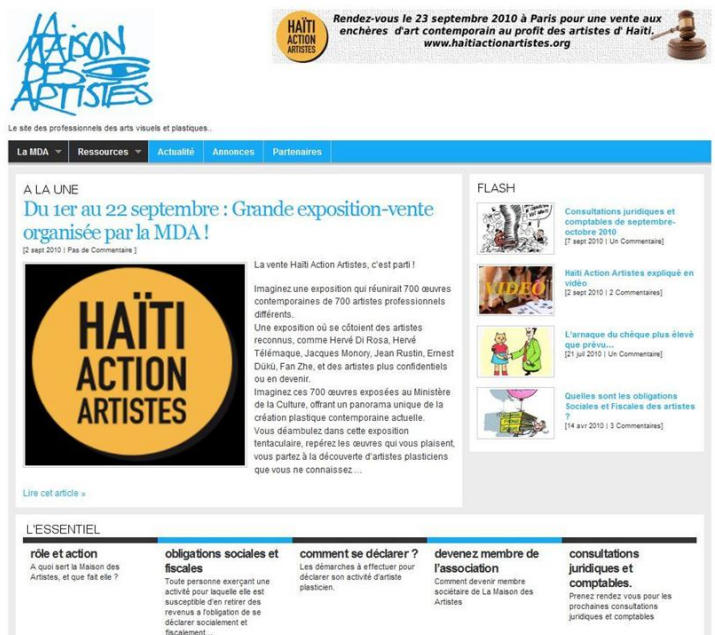 LA
MAISON
DES
ARTISTES
HAÏTI
ACTION
ARTISTES
Rendez-vous le 23 septembre 2010 à Paris pour une vente aux
enchères d'art contemporain au profit des artistes d' Haïti.
www.haitiactionartistes.org
Le site des professionnels des arts visuels et plastiques..
La MDA Ressources Actualité Annonces Partenaires
A LA UNE
Du 1er au 22 septembre : Grande exposition-vente
organisée par la MDA !
[2 sept 2010 | Pas de Commentaire ]
HAÏTI
ACTION
ARTISTES
La vente Haïti Action Artistes, c'est parti !
Imaginez une exposition qui réunirait 700 œuvres
contemporaines de 700 artistes professionnels
différents.
Une exposition où se côtoient des artistes
reconnus, comme Hervé Di Rosa, Hervé
Télémaque, Jacques Monory, Jean Rustin, Ernest
Dükü, Fan Zhe, et des artistes plus confidentiels
ou en devenir.
Imaginez ces 700 œuvres exposées au Ministère
de la Culture, offrant un panorama unique de la
création plastique contemporaine actuelle.
Vous déambulez dans cette exposition
tentaculaire, repérez les œuvres qui vous plaisent,
vous partez à la découverte d'artistes plasticiens
que vous ne connaissez ...
Lire cet article »
FLASH
Consultations juridiques et
comptables de septembre-
octobre 2010
[7 sept 2010 | Un Commentaire]
VIDEO
Haiti Action Artistes expliqué en
vidéo
[2 sept 2010 | 2 Commentaires]
L'arnaque du chèque plus élevé
que prévu…
[21 juil 2010 | Un Commentaire]
Quelles sont les obligations
Sociales et Fiscales des artistes
?
[14 avr 2010 | 3 Commentaires]
L'ESSENTIEL
rôle et action
A quoi sert la Maison des
Artistes, et que fait elle ?
obligations sociales et
fiscales
Toute personne exerçant une
activité pour laquelle elle est
susceptible d'en retirer des
revenus a l'obligation de se
déclarer socialement et
fiscalement...
comment se déclarer ?
Les démarches à effectuer pour
déclarer son activité d'artiste
plasticien.
devenez membre de
l'association
Comment devenir membre
sociétaire de La Maison des
Artistes
consultations
juridiques et
comptables.
Prenez rendez vous pour les
prochaines consultations
juridiques et comptables